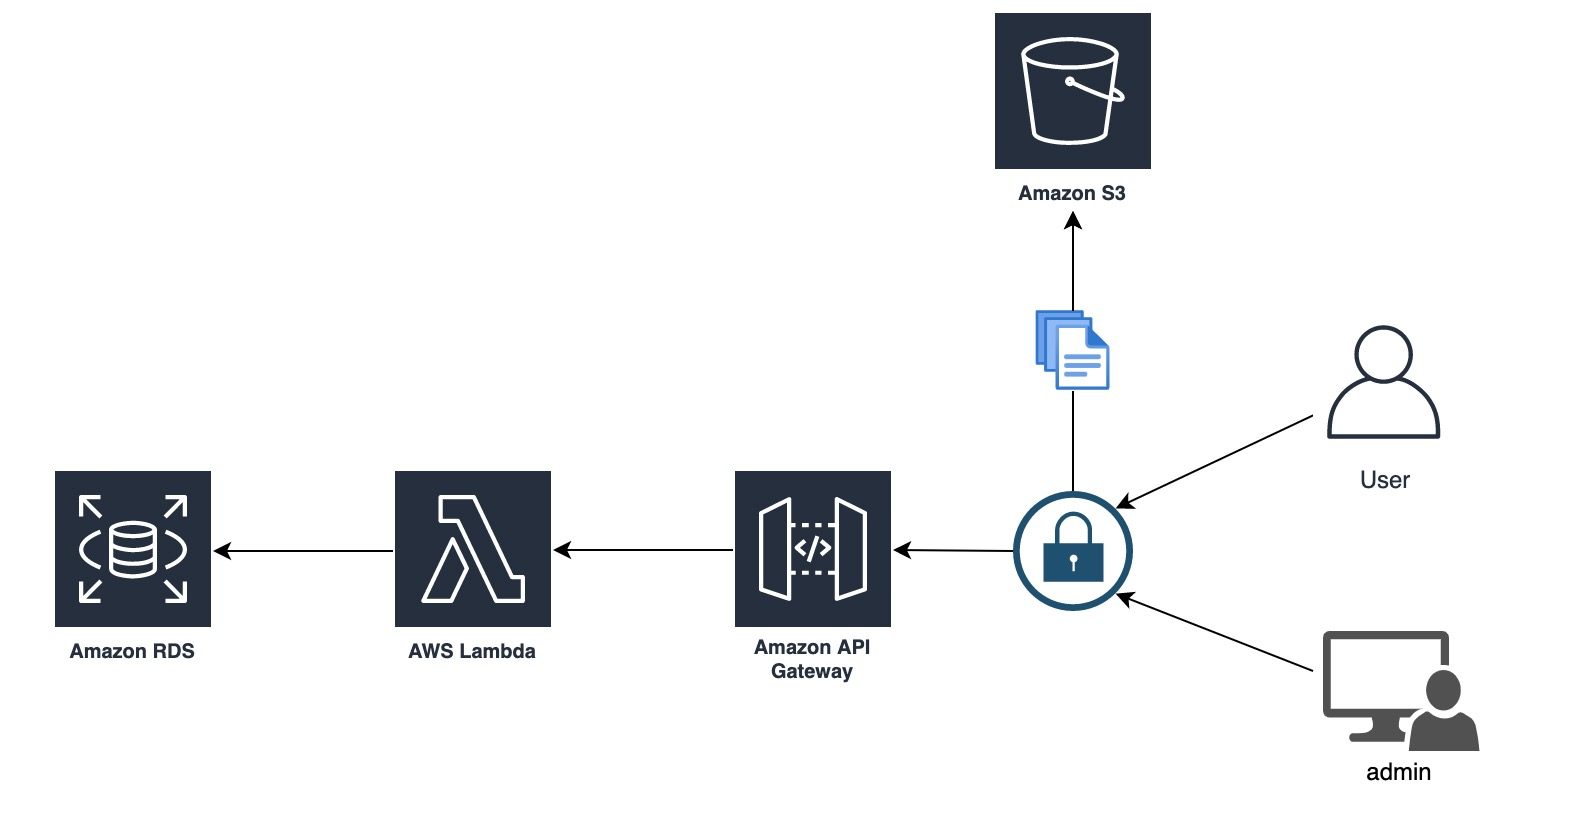 Amazon S3
User
Amazon RDS
AWS Lambda
</>
Amazon API
Gateway
admin